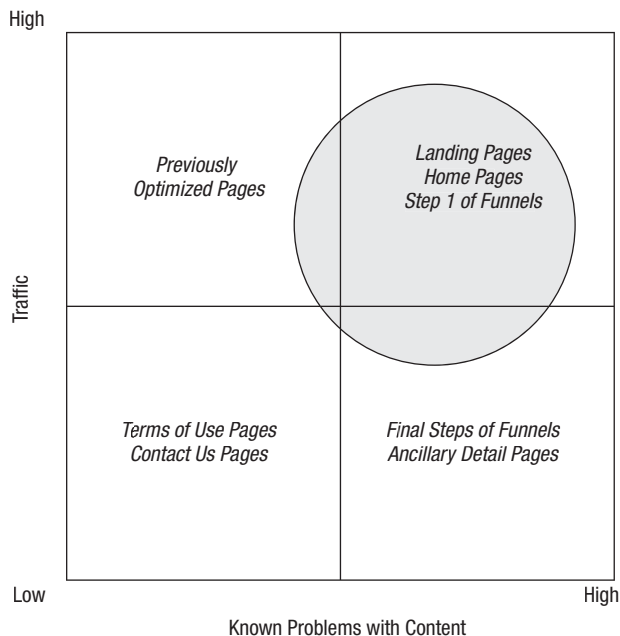 High
Previously
Optimized Pages
Landing Pages
Home Pages
Step 1 of Funnels
Traffic
Terms of Use Pages
Contact Us Pages
Final Steps of Funnels
Ancillary Detail Pages
Low
High
Known Problems with Content